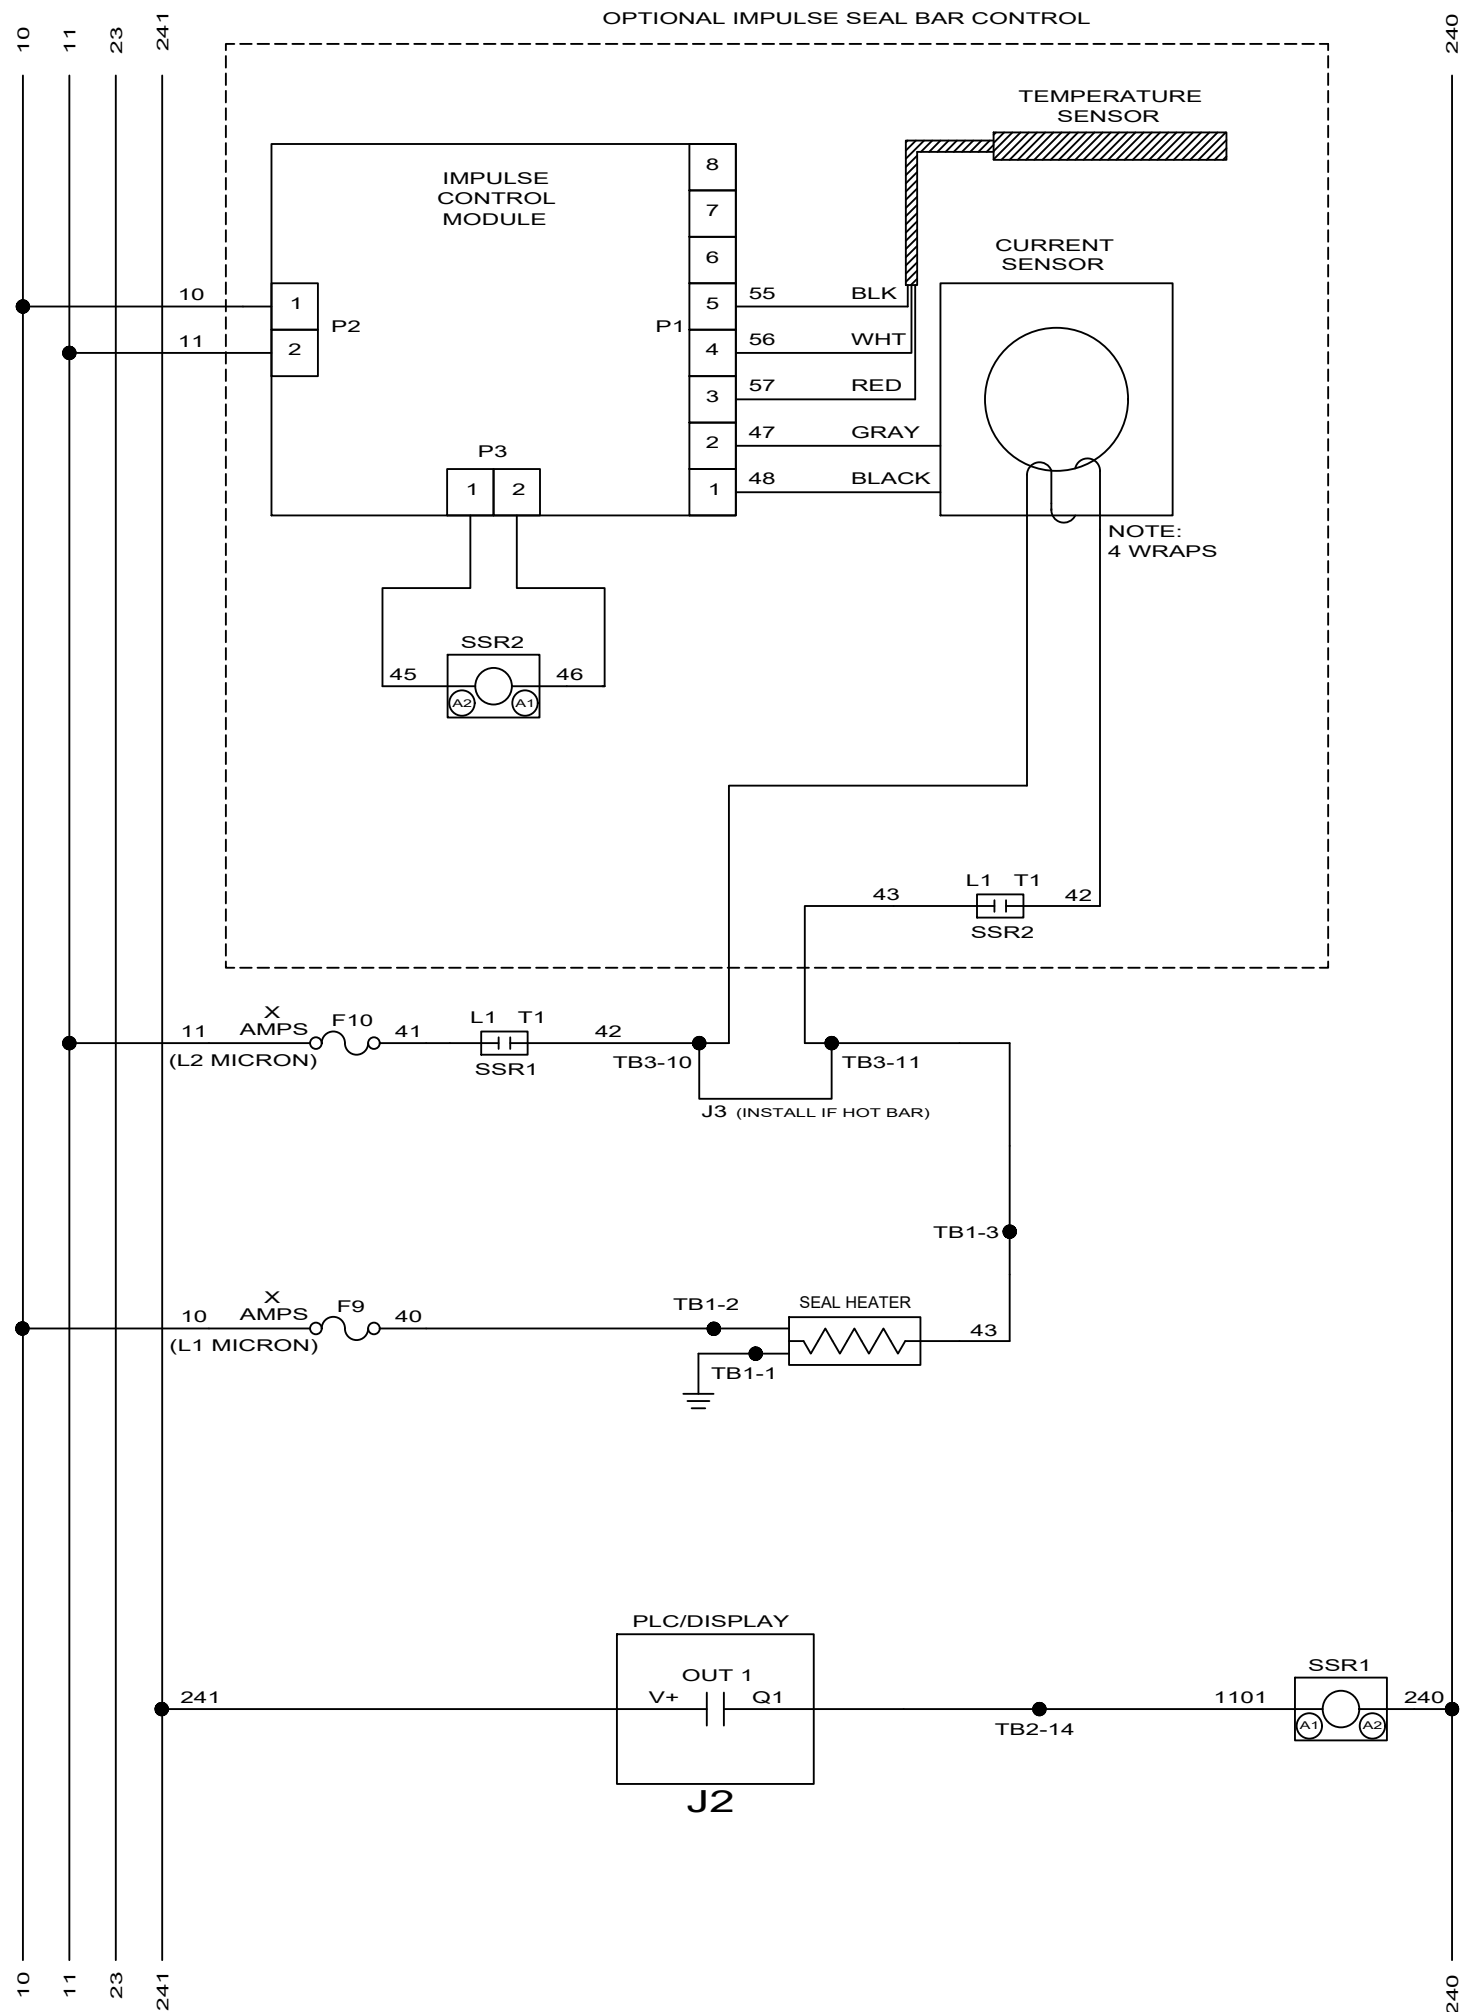 OPTIONAL IMPULSE SEAL BAR CONTROL
10
11
23
241
240
TEMPERATURE
SENSOR
IMPULSE
CONTROL
MODULE
8
7
6
5
4
3
2
1
CURRENT
SENSOR
10
1
11
2
P2
P1
55
BLK
56
WHT
57
RED
47
GRAY
48
BLACK
P3
1
2
NOTE:
4 WRAPS
SSR2
45
46
A2
A1
L1
T1
43
42
SSR2
X
AMPS
11
(L2 MICRON)
F10
41
L1
T1
SSR1
42
TB3-10
TB3-11
J3 (INSTALL IF HOT BAR)
TB1-3
X
AMPS
10
(L1 MICRON)
F9
40
TB1-2
SEAL HEATER
43
TB1-1
PLC/DISPLAY
OUT 1
241
V+
Q1
J2
TB2-14
1101
SSR1
A1
A2
240
10
11
23
241
240